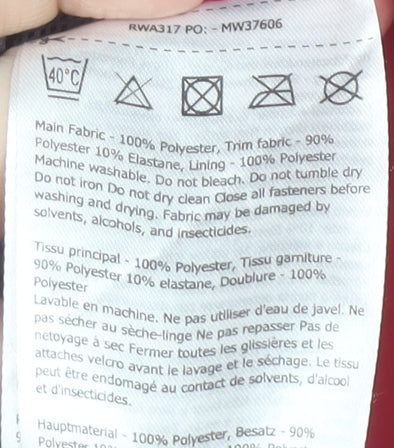 RWA317 PO: - MW37606
40°C
Main Fabric - 100% Polyester, Trim fabric - 90%
Polyester 10% Elastane, Lining - 100% Polyester
Machine washable. Do not bleach. Do not tumble dry
Do not iron Do not dry clean Close all fasteners before
washing and drying. Fabric may be damaged by
solvents, alcohols, and insecticides.
Tissu principal - 100% Polyester, Tissu garniture -
90% Polyester 10% elastane, Doublure - 100%
Polyester
Lavable en machine. Ne pas utiliser d'eau de javel. Ne
pas sécher au sèche-linge Ne pas repasser Pas de
netoyage à sec Fermer toutes les glissières et les
attaches velcro avant le lavage et le séchage. Le tissu
peut être endomagé au contact de solvents, d'alcool
et d'insecticides.
Hauptmaterial - 100% Polyester, Besatz - 90%
Polyester